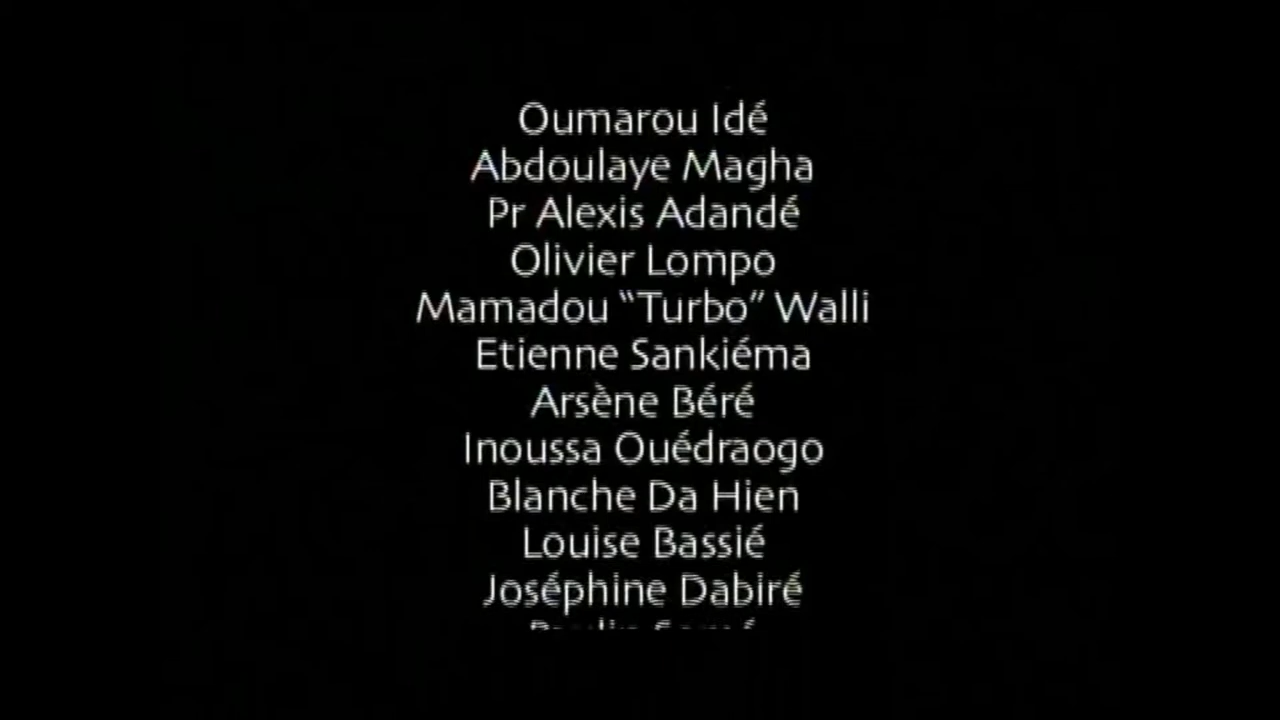 Oumarou Idé
Abdoulaye Magha
Pr Alexis Adandé
Olivier Lompo
Mamadou “Turbo” Walli
Etienne Sankiéma
Arsène Béré
Inoussa Ouédraogo
Blanche Da Hien
Louise Bassié
Joséphine Dabiré